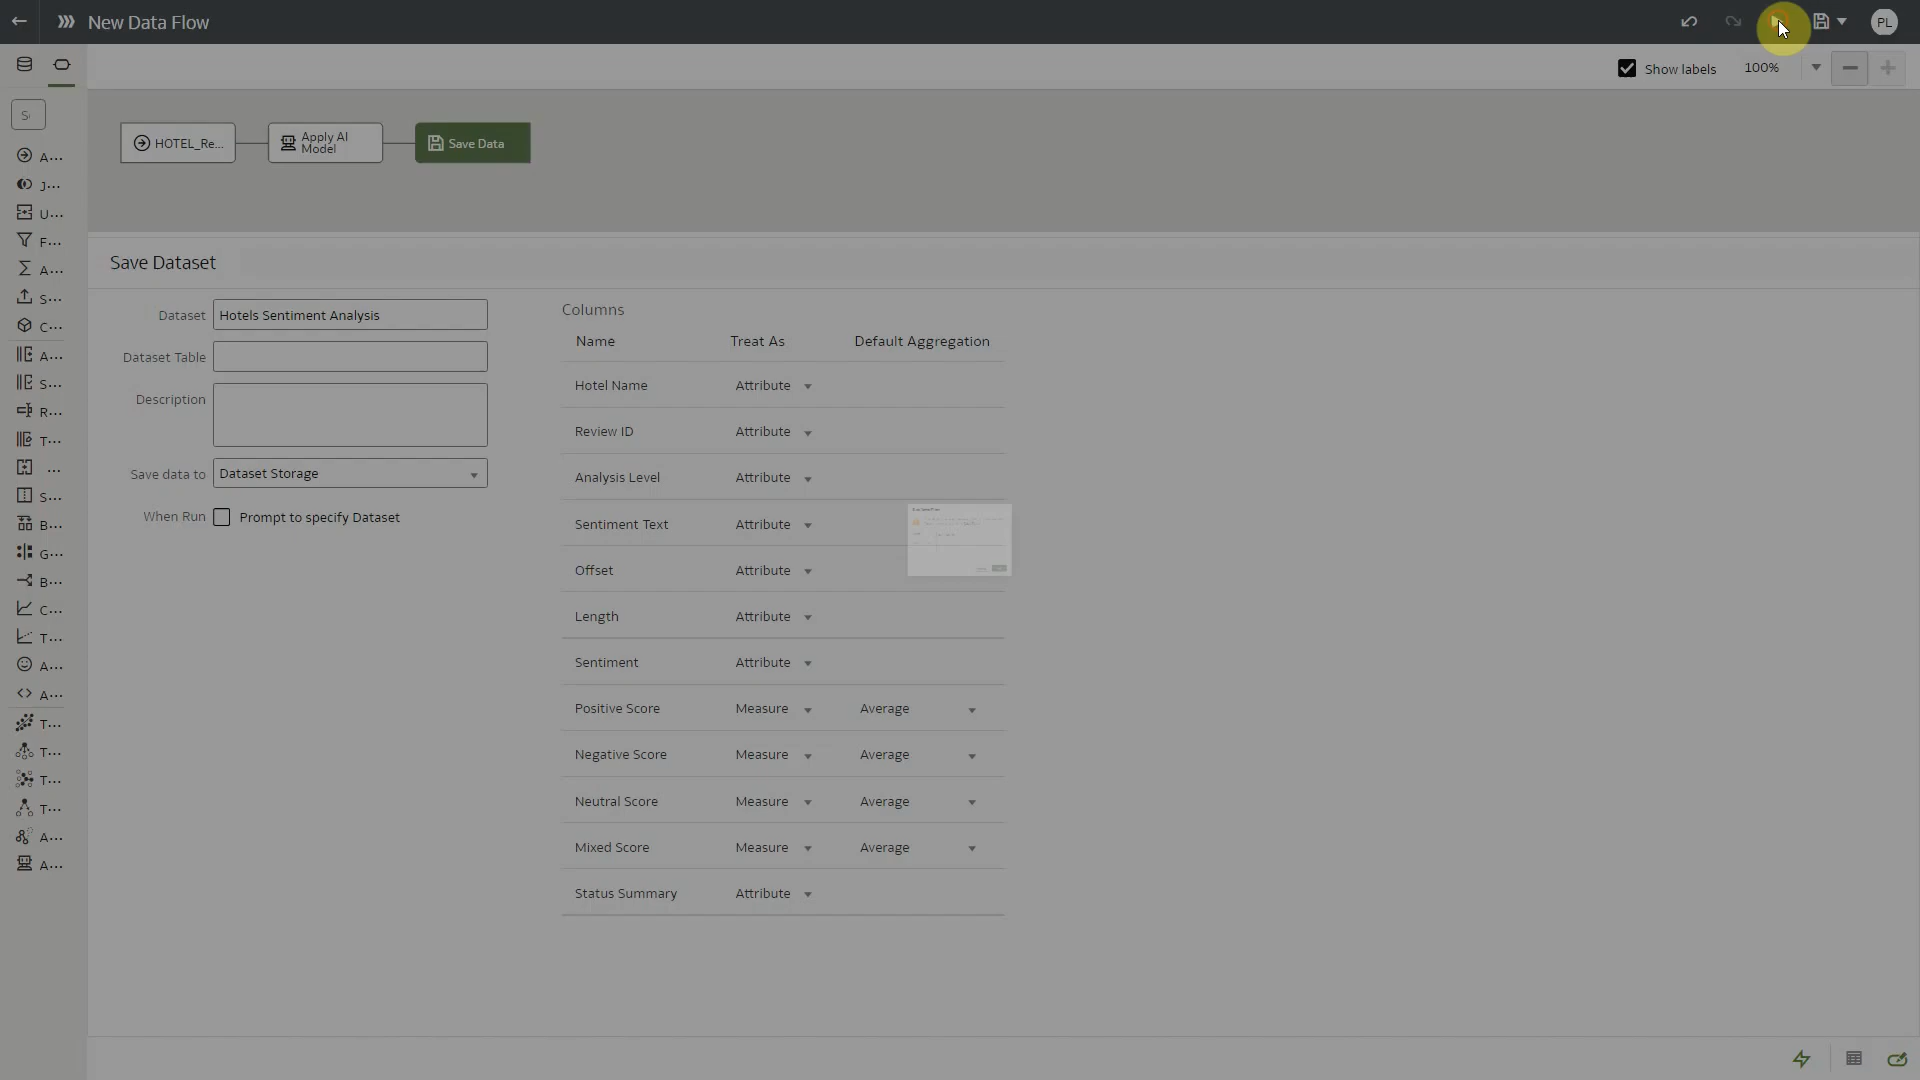 New Data Flow
PL
Show labels
100%
HOTEL_Re...
Apply AI
Model
Save Data
A...
J...
U...
F...
A...
S...
C...
A...
S...
R...
T...
...
S...
B...
G...
B...
C...
T...
A...
A...
T...
T...
T...
T...
A...
A...
Save Dataset
Dataset
Hotels Sentiment Analysis
Dataset Table
Description
Save data to
Dataset Storage
When Run
Prompt to specify Dataset
Columns
Name Treat As Default Aggregation
Hotel Name Attribute
Review ID Attribute
Analysis Level Attribute
Sentiment Text Attribute
Offset Attribute
Length Attribute
Sentiment Attribute
Positive Score Measure Average
Negative Score Measure Average
Neutral Score Measure Average
Mixed Score Measure Average
Status Summary Attribute